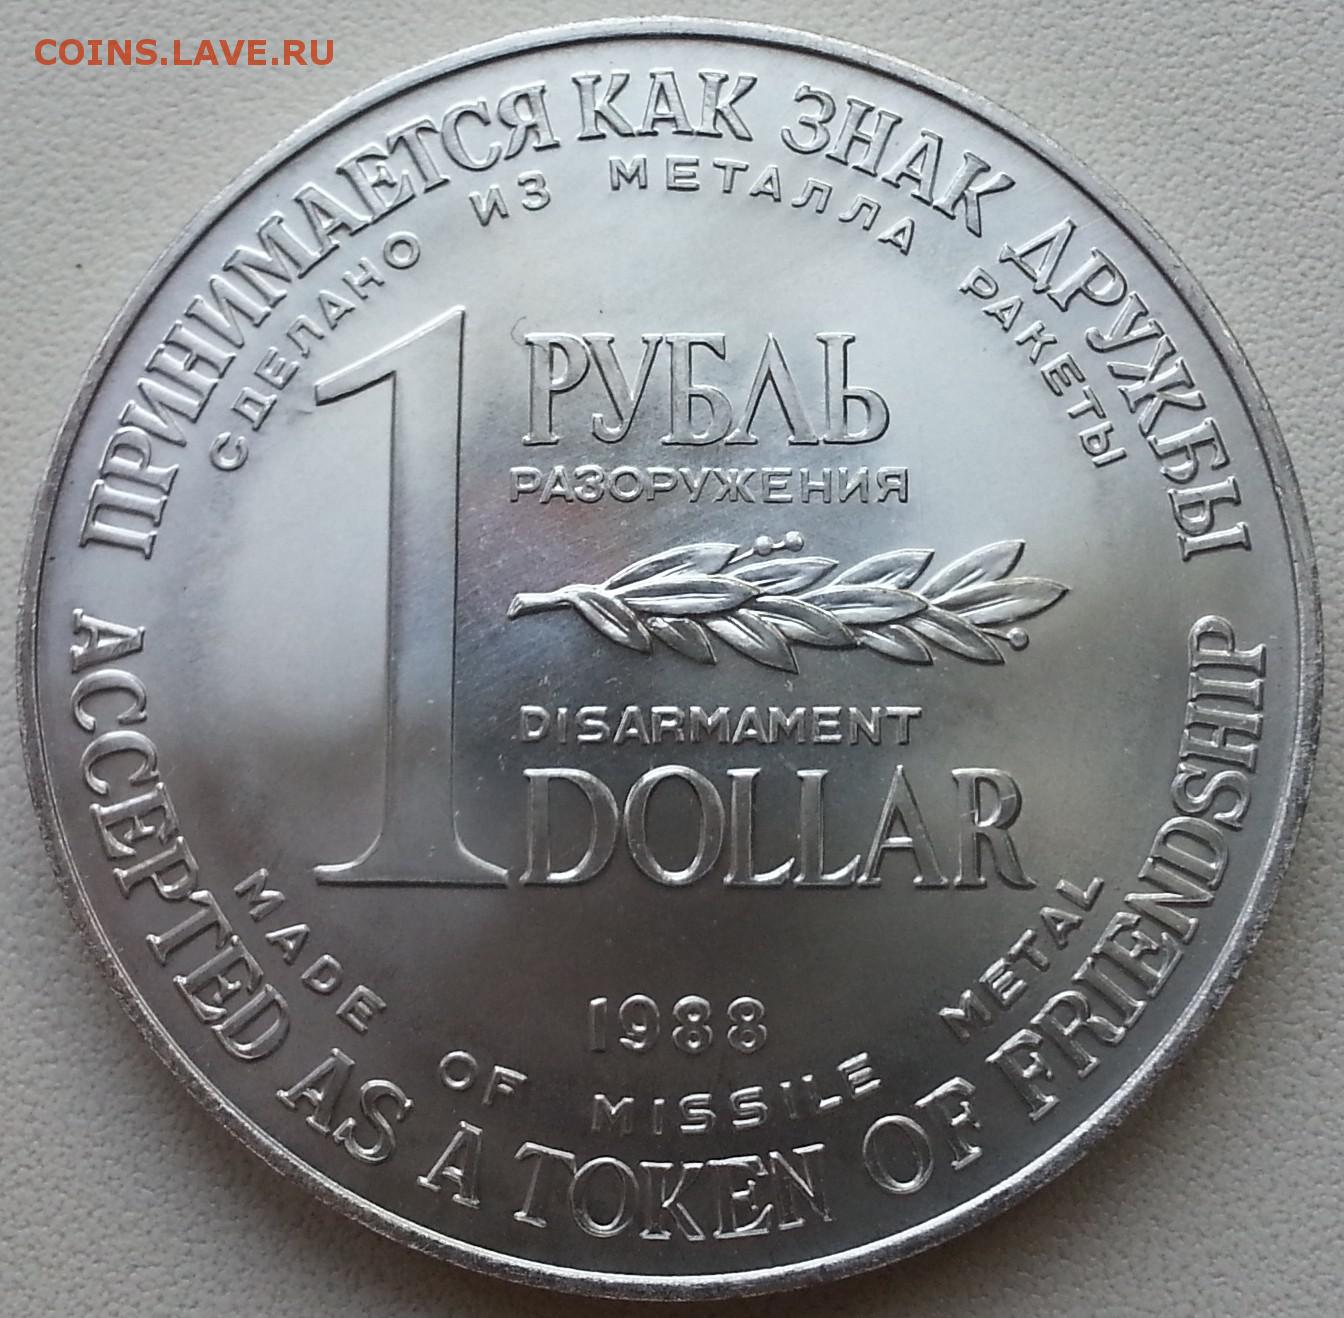 COINS.LAVE.RU
ПРИНИМАЕТСЯ КАК ЗНАК ДРУЖБЫ
СДЕЛАНО ИЗ МЕТАЛЛА РАКЕТЫ
1 РУБЛЬ
РАЗОРУЖЕНИЯ
DISARMAMENT
DOLLAR
1988
MADE OF MISSILE METAL
ACCEPTED AS A TOKEN OF FRIENDSHIP